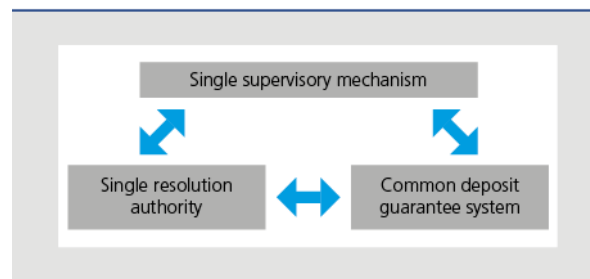 Single supervisory mechanism
Single resolution
authority
Common deposit
guarantee system